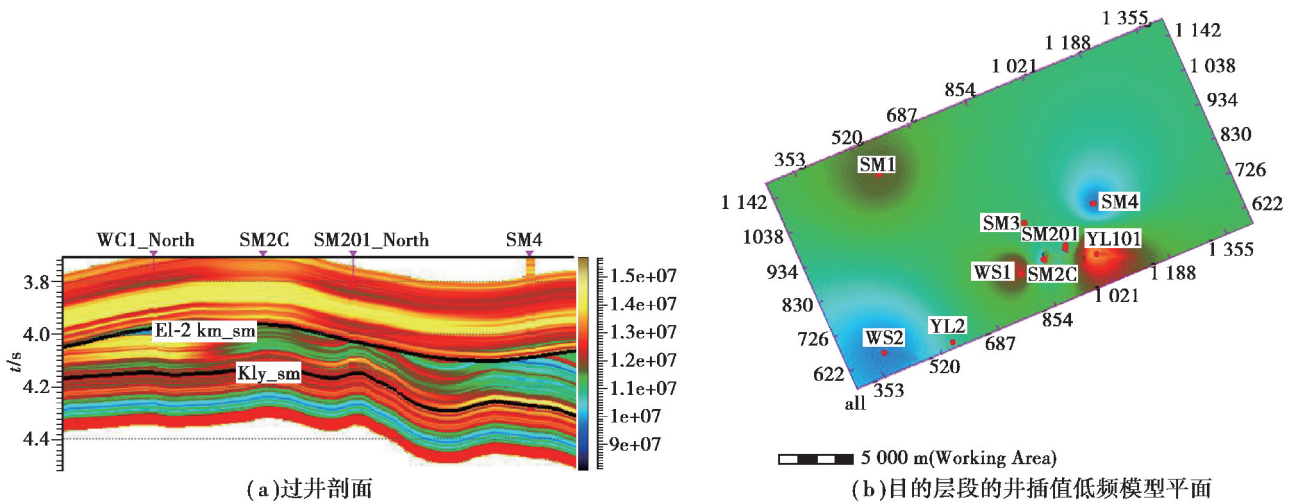 WC1_North SM2C SM201_North SM4
3.8
4.0
4.2
4.4
t/s
El-2 km_sm
Kly_sm
1.5e+07
1.4e+07
1.3e+07
1.2e+07
1.1e+07
1e+07
9e+07
(a)过井剖面
353 520 687 854 1 021 1 188 1 355
1 142
1 038
934
830
726
622
1 142
1038
934
830
726
622
SM1
SM3
SM4
SM201
YL101
WS1
SM2C
WS2
YL2
353 520 687 854 1 021 1 188 1 355
all
5 000 m(Working Area)
(b)目的层段的井插值低频模型平面